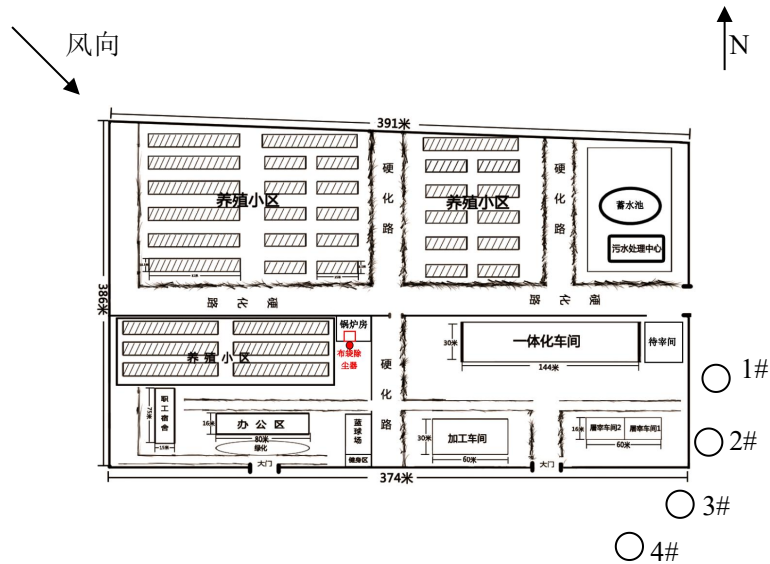 风向
N
391米
硬
化
路
硬
化
路
养殖小区
养殖小区
蓄水池
污水处理中心
386米
硬化路
硬化路
锅炉房
布袋除
尘器
养殖小区
硬
化
路
30米
一体化车间
144米
待宰间
1#
职
工
宿
舍
75米
15米
16米
办公区
80米
绿化
篮
球
场
健身区
30米
加工车间
60米
16米
屠宰车间2
屠宰车间1
60米
2#
大门
大门
374米
3#
4#